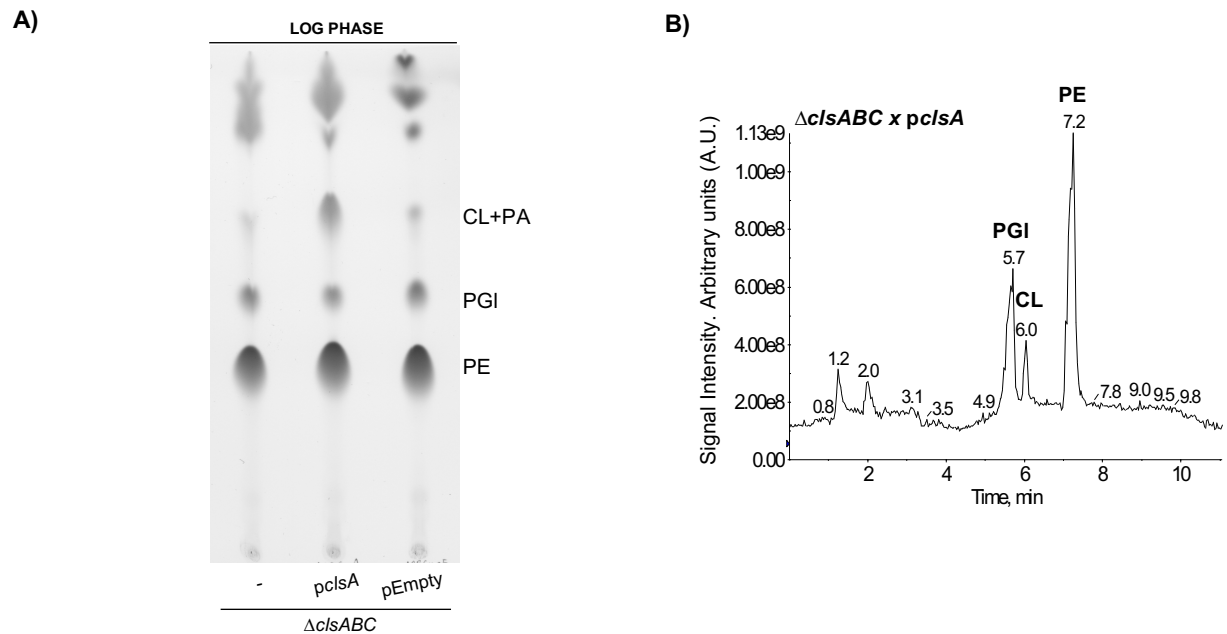 A)
LOG PHASE
CL+PA
PGl
PE
-
pclsA
pEmpty
ΔclsABC
B)
ΔclsABC x pclsA
PE
7.2
PGl
5.7
CL
6.0
1.2
2.0
0.8
3.1
3.5
4.9
7.8
9.0
9.5
9.8
Signal Intensity. Arbitrary units (A.U.)
1.13e9
1.00e9
8.00e8
6.00e8
4.00e8
2.00e8
0.00
2
4
6
8
10
Time, min